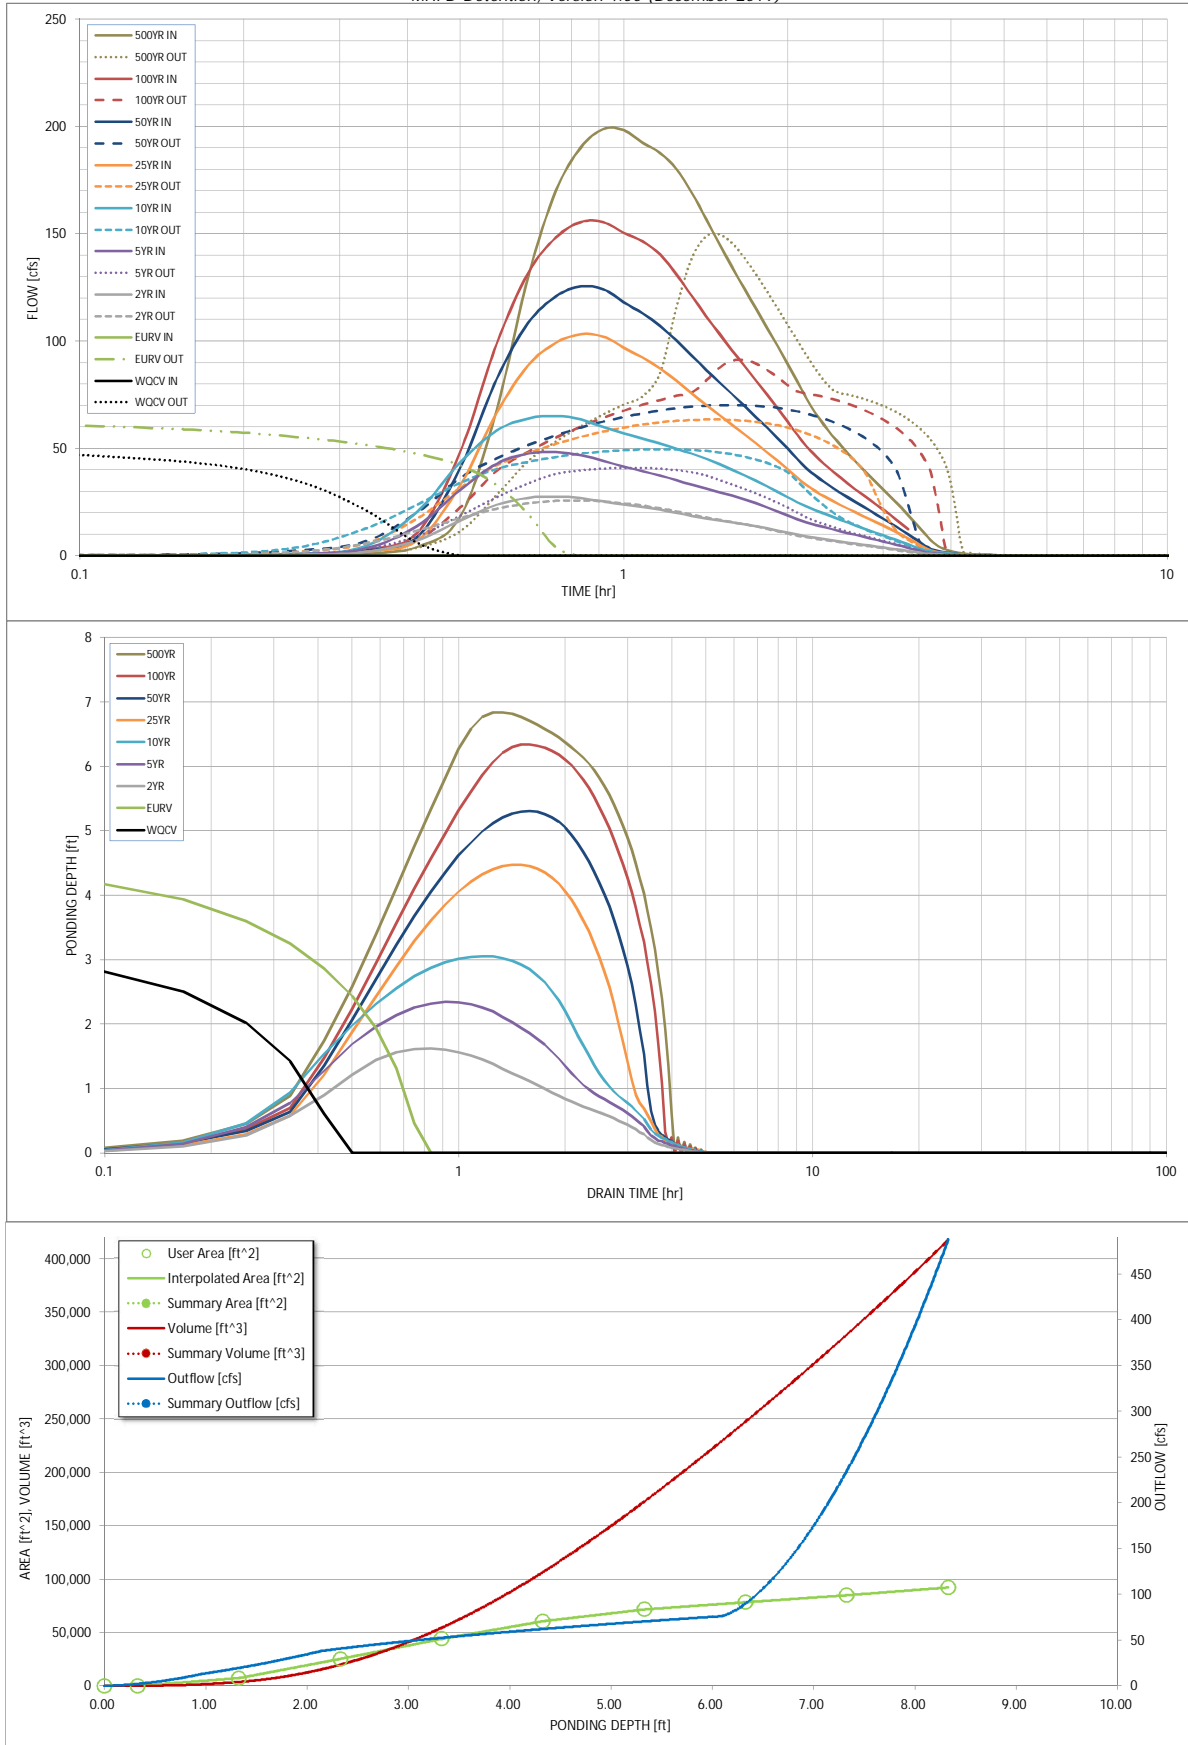 MHFD-Detention, Version 4.00 (December 2019)
250
200
150
100
50
0
FLOW [cfs]
500YR IN
500YR OUT
100YR IN
100YR OUT
50YR IN
50YR OUT
25YR IN
25YR OUT
10YR IN
10YR OUT
5YR IN
5YR OUT
2YR IN
2YR OUT
EURV IN
EURV OUT
WQCV IN
WQCV OUT
0.1 1 10
TIME [hr]
8
7
6
5
4
3
2
1
0
PONDING DEPTH [ft]
500YR
100YR
50YR
25YR
10YR
5YR
2YR
EURV
WQCV
0.1 1 10 100
DRAIN TIME [hr]
400,000
350,000
300,000
250,000
200,000
150,000
100,000
50,000
0
AREA [ft^2], VOLUME [ft^3]
User Area [ft^2]
Interpolated Area [ft^2]
Summary Area [ft^2]
Volume [ft^3]
Summary Volume [ft^3]
Outflow [cfs]
Summary Outflow [cfs]
450
400
350
300
250
200
150
100
50
0
OUTFLOW [cfs]
0.00 1.00 2.00 3.00 4.00 5.00 6.00 7.00 8.00 9.00 10.00
PONDING DEPTH [ft]